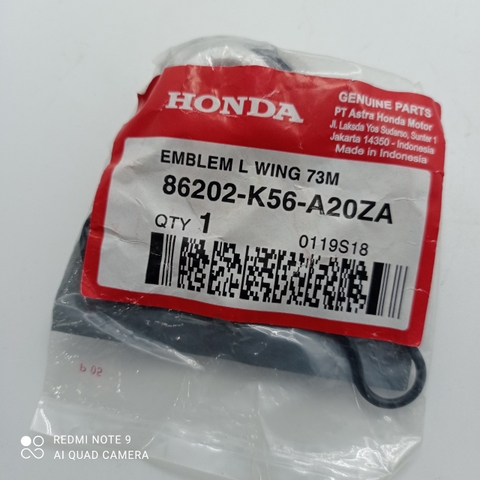 HONDA
GENUINE PARTS
PT Astra Honda Motor
Jl. Laksda Yos Sudarso, Sunter 1
Jakarta 14350 - Indonesia
Made in Indonesia
EMBLEM L WING 73M
86202-K56-A20ZA
QTY 1
0119S18
REDMI NOTE 9
AI QUAD CAMERA